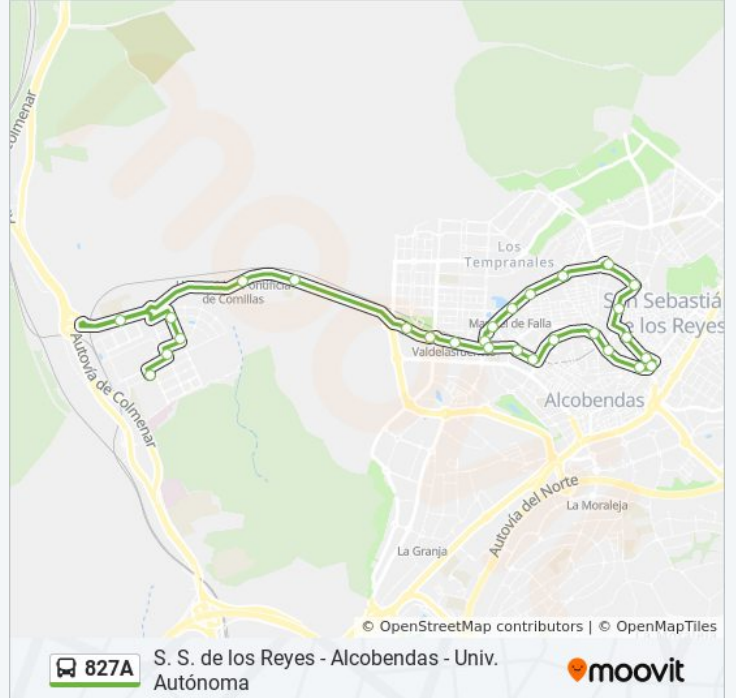 Colmenar
Los
Tempranales
Pontificia
de Comillas
San Sebastiá
de los Reyes
Manuel de Falla
Valdelasfuentes
Autovía de Colmenar
Alcobendas
Autovía del Norte
La Moraleja
La Granja
© OpenStreetMap contributors | © OpenMapTiles
827A
S. S. de los Reyes - Alcobendas - Univ.
Autónoma
moovit